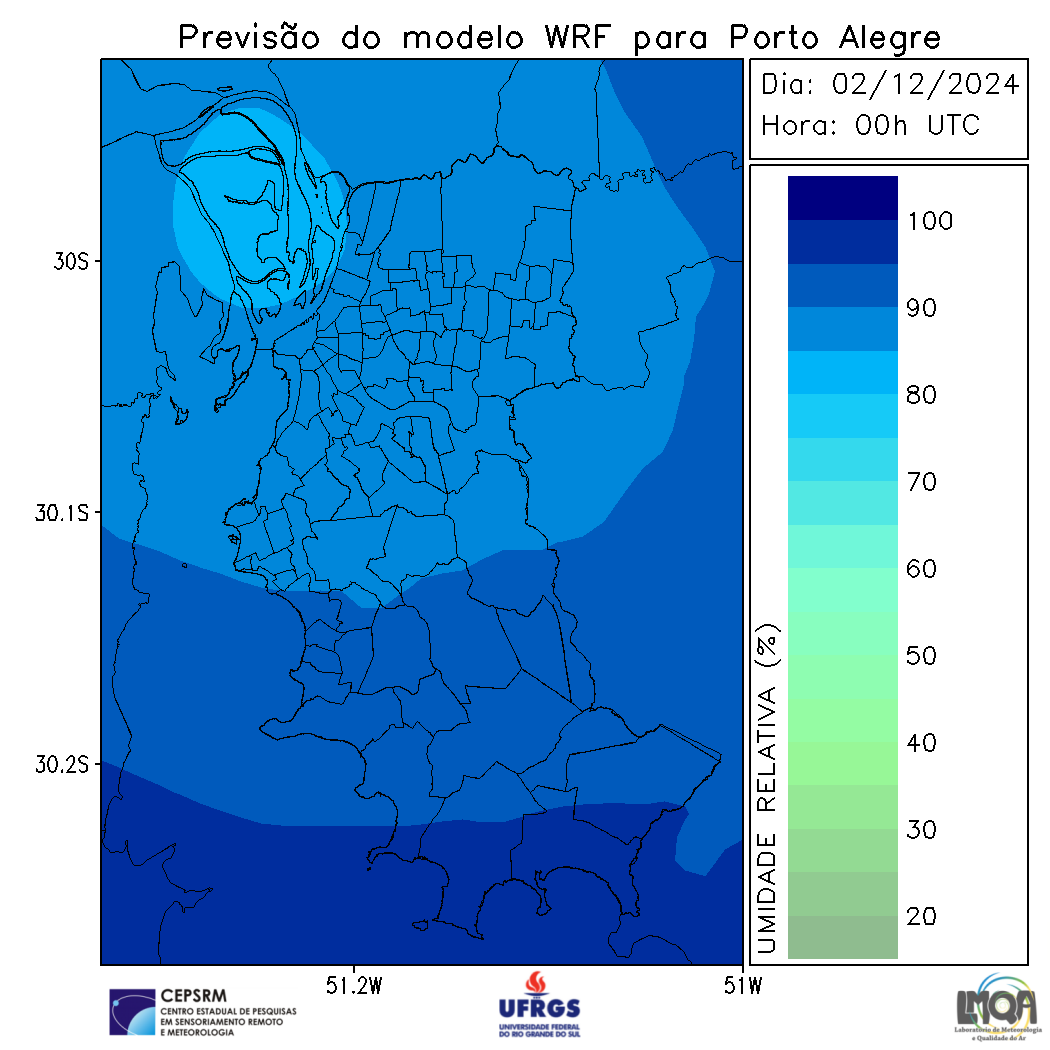 Previsão do modelo WRF para Porto Alegre
Dia: 02/12/2024
Hora: 00h UTC
30S
30.1S
30.2S
51.2W
51W
UMIDADE RELATIVA (%)
100
90
80
70
60
50
40
30
20
CEPSRM
CENTRO ESTADUAL DE PESQUISAS
EM SENSORIAMENTO REMOTO
E METEOROLOGIA
UFRGS
UNIVERSIDADE FEDERAL
DO RIO GRANDE DO SUL
LMQA
Laboratório de Meteorologia
e Qualidade do Ar